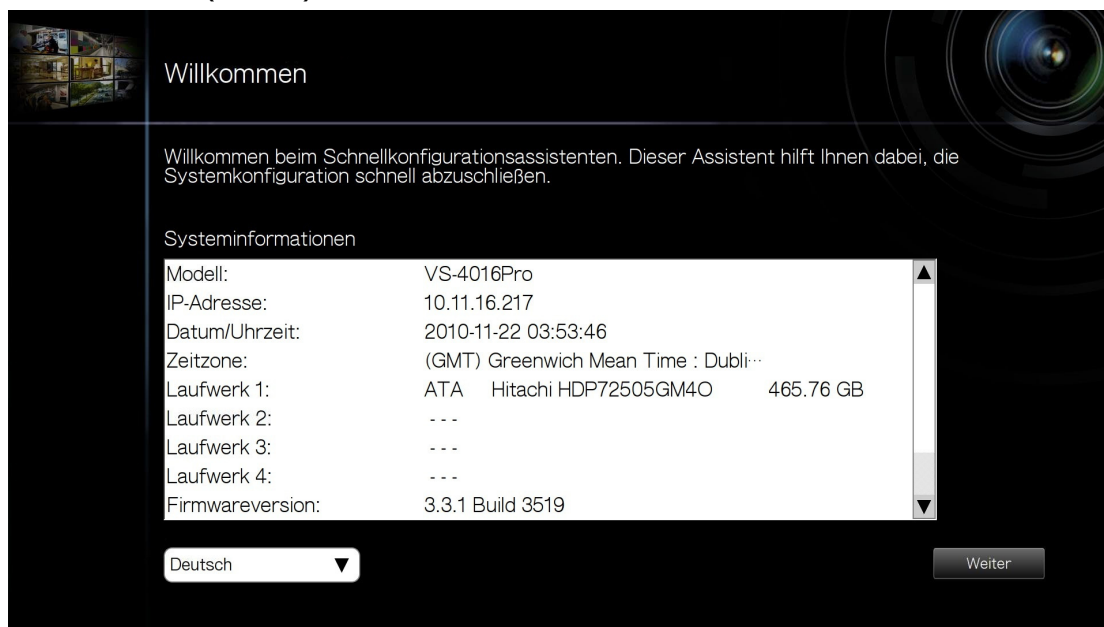 Willkommen
Willkommen beim Schnellkonfigurationsassistenten. Dieser Assistent hilft Ihnen dabei, die
Systemkonfiguration schnell abzuschließen.
Systeminformationen
Modell: VS-4016Pro
IP-Adresse: 10.11.16.217
Datum/Uhrzeit: 2010-11-22 03:53:46
Zeitzone: (GMT) Greenwich Mean Time : Dubli...
Laufwerk 1: ATA Hitachi HDP72505GM4O 465.76 GB
Laufwerk 2: ---
Laufwerk 3: ---
Laufwerk 4: ---
Firmwareversion: 3.3.1 Build 3519
Deutsch ▼
Weiter